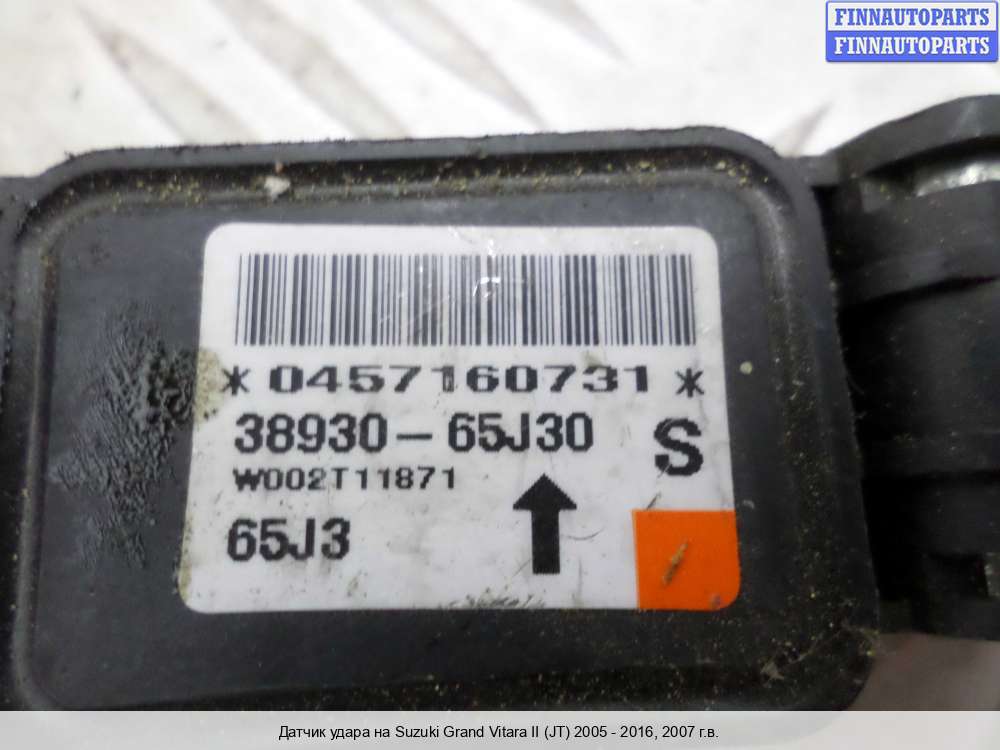 FINNAUTOPARTS
FINNAUTOPARTS
*0457160731*
38930-65J30
S
W002T11871
65J3
Датчик удара на Suzuki Grand Vitara II (JT) 2005 - 2016, 2007 г.в.